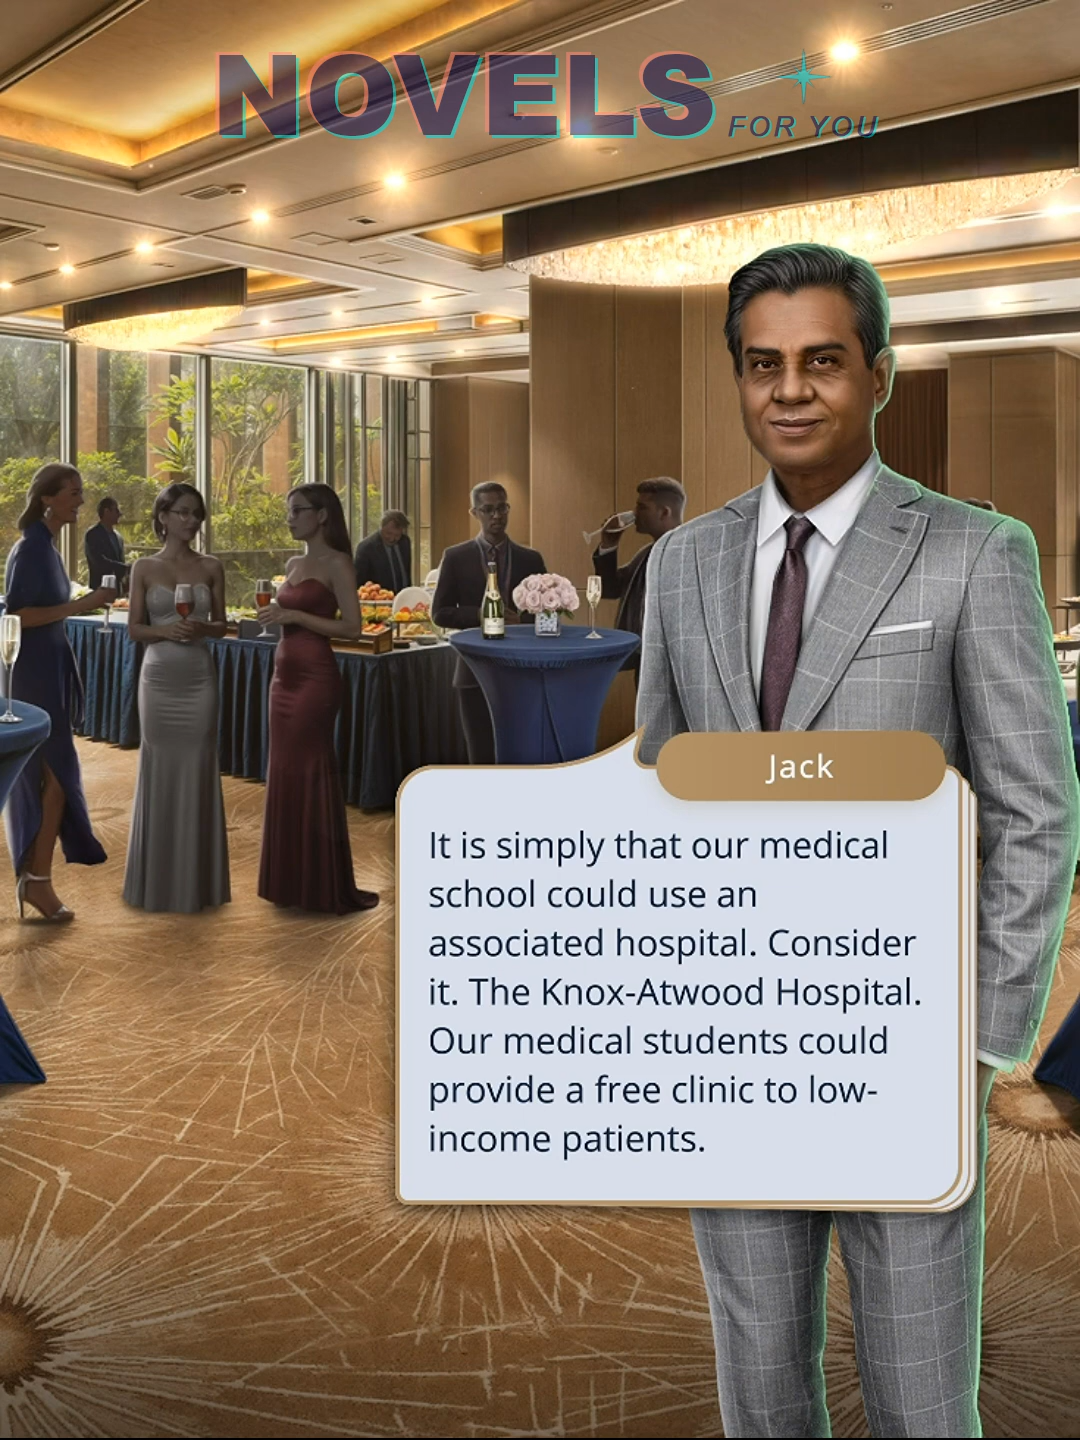 NOVELS
FOR YOU
Jack
It is simply that our medical
school could use an
associated hospital. Consider
it. The Knox-Atwood Hospital.
Our medical students could
provide a free clinic to low-
income patients.